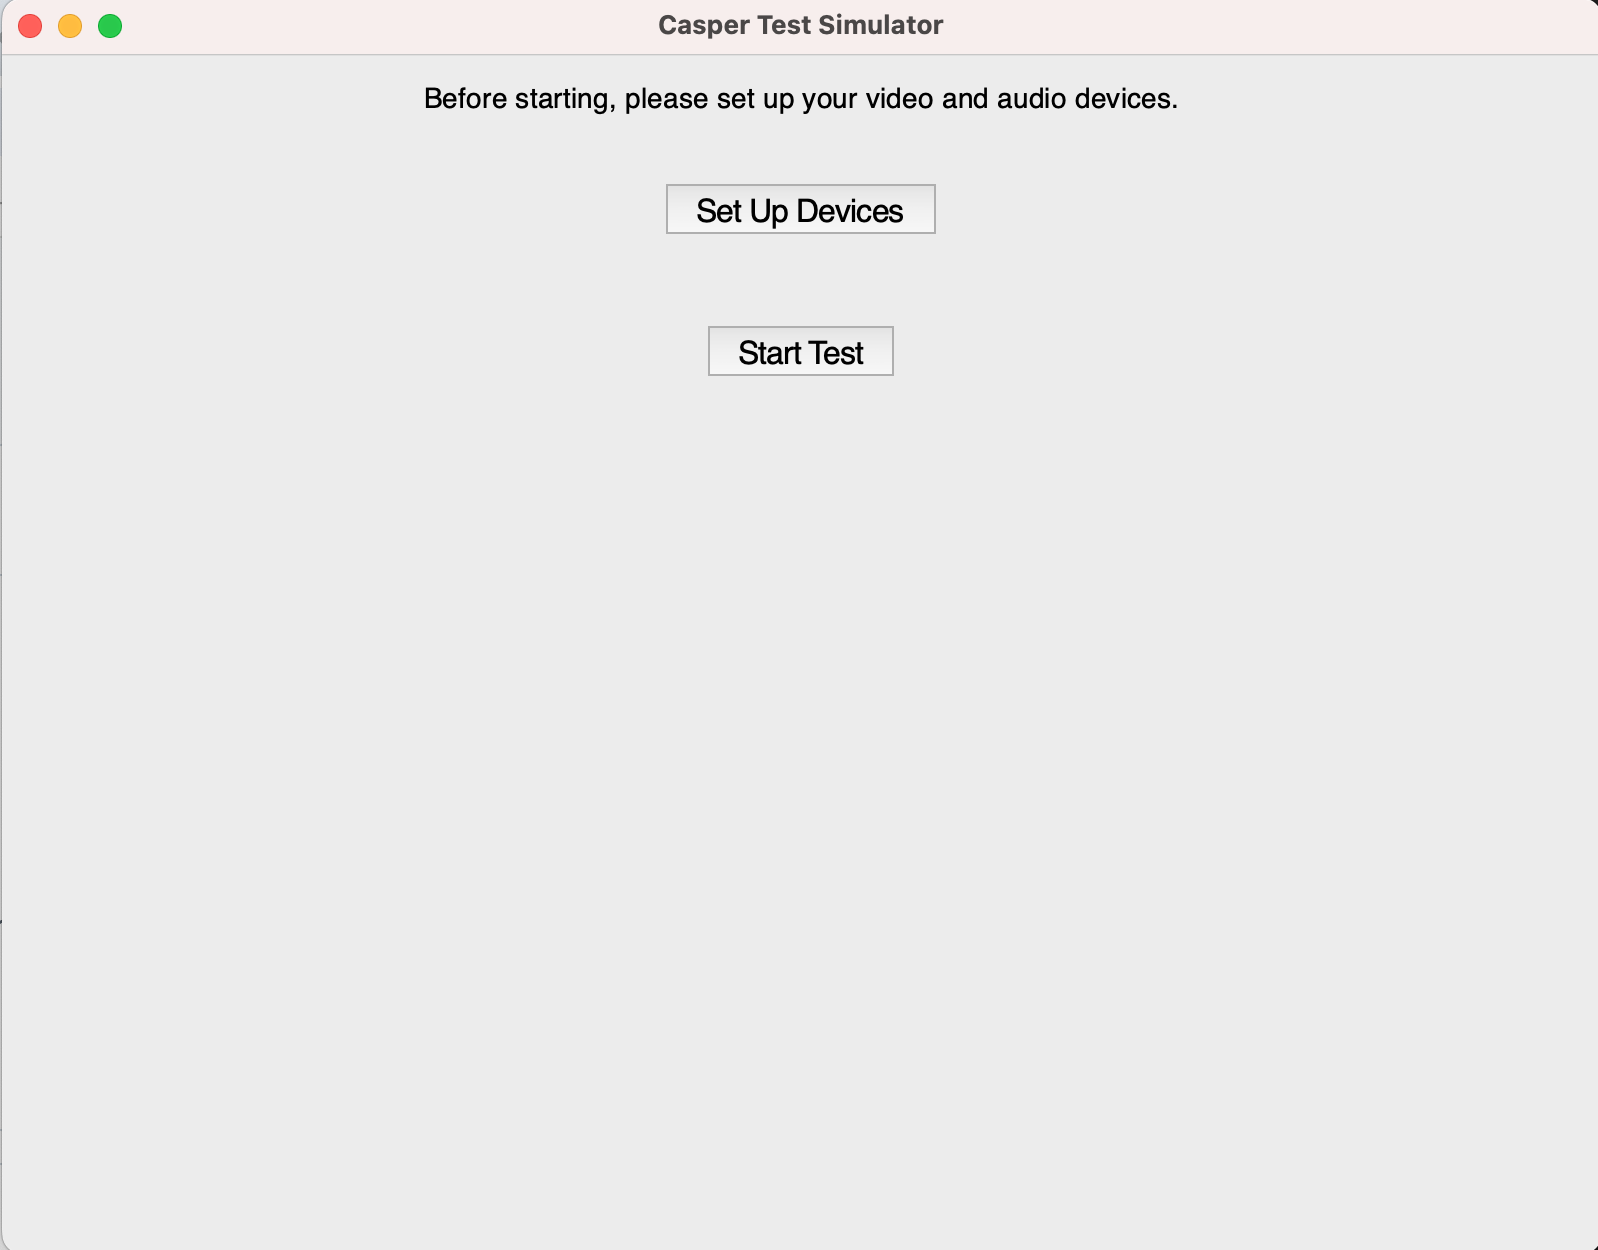 Casper Test Simulator
Before starting, please set up your video and audio devices.
Set Up Devices
Start Test